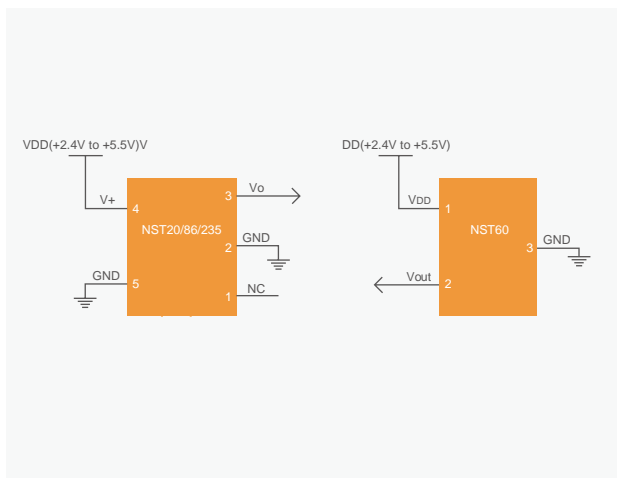 VDD(+2.4V to +5.5V)V
V+
4
NST20/86/235
3
Vo
2
GND
GND
5
1
NC
DD(+2.4V to +5.5V)
VDD
1
NST60
3
GND
Vout
2